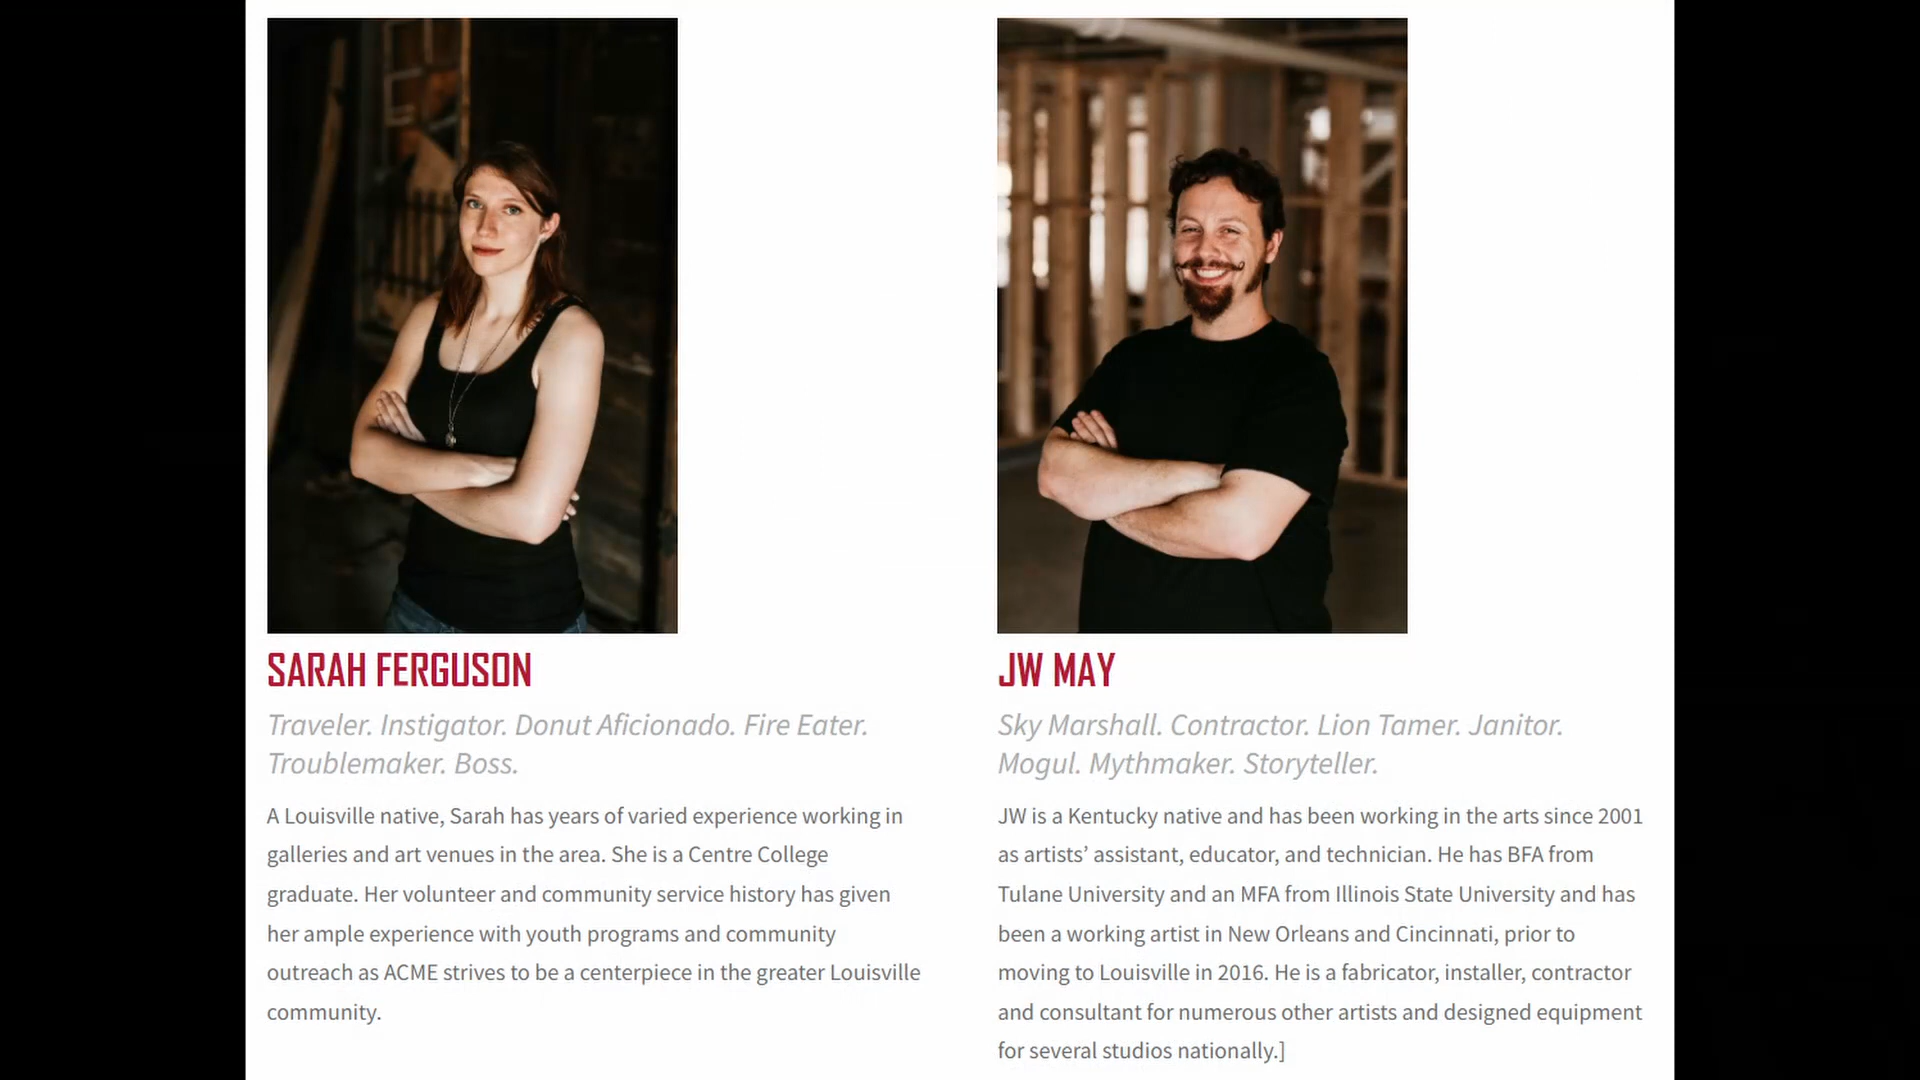 SARAH FERGUSON
Traveler. Instigator. Donut Aficionado. Fire Eater.
Troublemaker. Boss.
A Louisville native, Sarah has years of varied experience working in
galleries and art venues in the area. She is a Centre College
graduate. Her volunteer and community service history has given
her ample experience with youth programs and community
outreach as ACME strives to be a centerpiece in the greater Louisville
community.
JW MAY
Sky Marshall. Contractor. Lion Tamer. Janitor.
Mogul. Mythmaker. Storyteller.
JW is a Kentucky native and has been working in the arts since 2001
as artists’ assistant, educator, and technician. He has BFA from
Tulane University and an MFA from Illinois State University and has
been a working artist in New Orleans and Cincinnati, prior to
moving to Louisville in 2016. He is a fabricator, installer, contractor
and consultant for numerous other artists and designed equipment
for several studios nationally.]